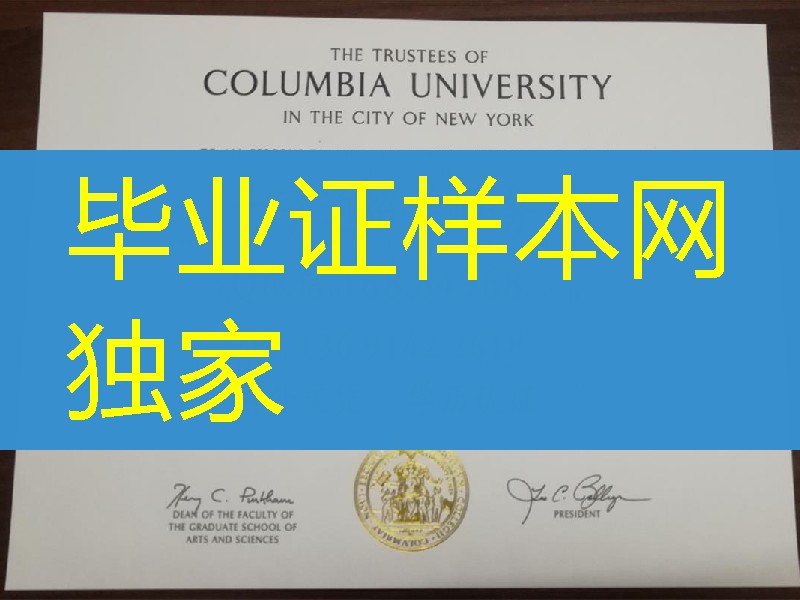 THE TRUSTEES OF
COLUMBIA UNIVERSITY
IN THE CITY OF NEW YORK
毕业证样本网
独家
DEAN OF THE FACULTY OF
THE GRADUATE SCHOOL OF
ARTS AND SCIENCES
PRESIDENT